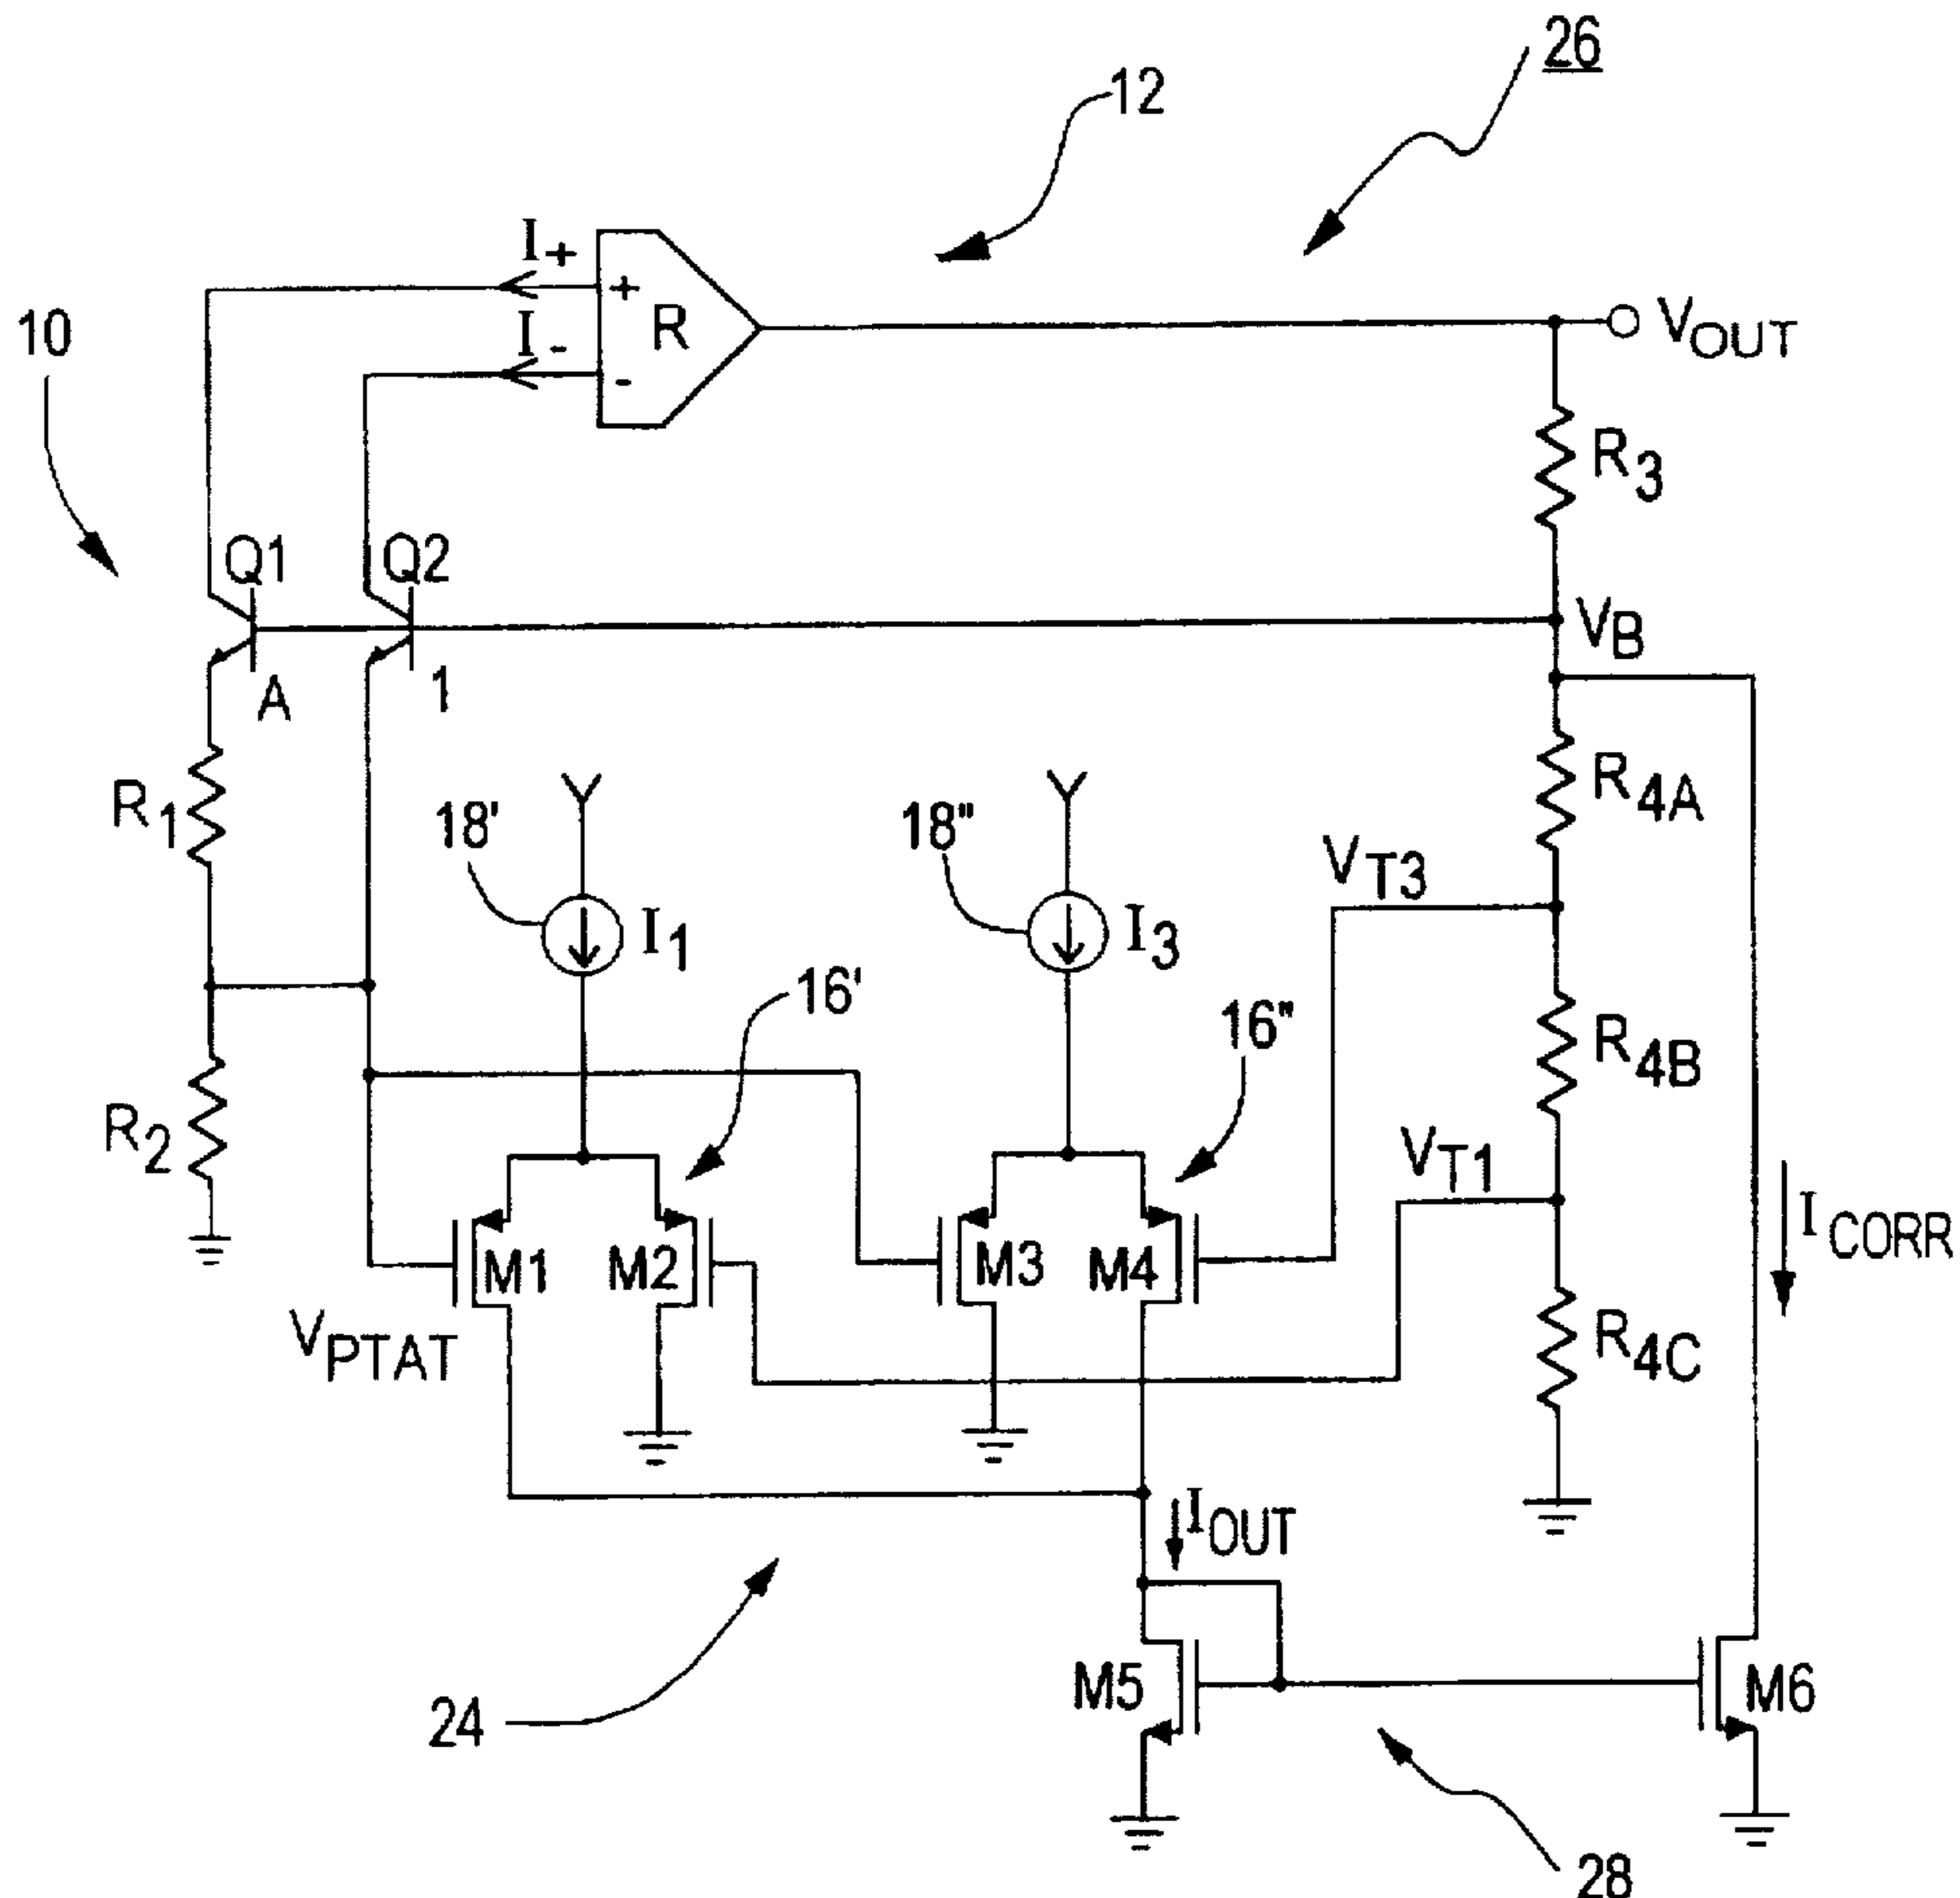 26
12
I+
+
R
I-
-
VOUT
10
R3
Q1
Q2
VB
A
1
R4A
R1
18'
18"
VT3
I1
I3
16'
16"
R4B
R2
VT1
ICORR
M1
M2
M3
M4
VPTAT
R4C
IOUT
24
M5
M6
28